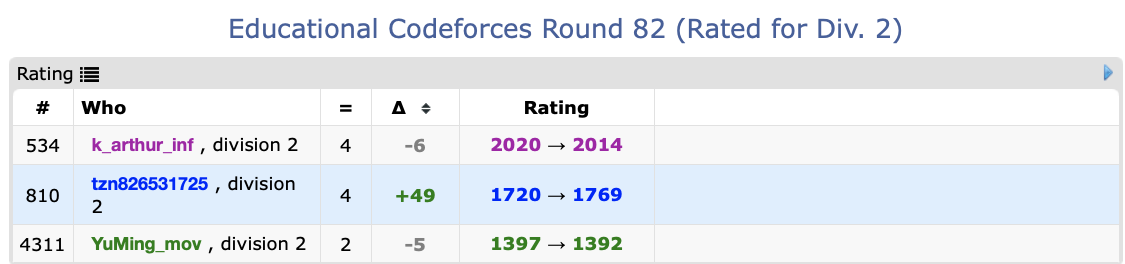 Educational Codeforces Round 82 (Rated for Div. 2)
Rating
# Who = Δ Rating
534 k_arthur_inf , division 2 4 -6 2020 → 2014
810 tzn826531725 , division 2 4 +49 1720 → 1769
4311 YuMing_mov , division 2 2 -5 1397 → 1392